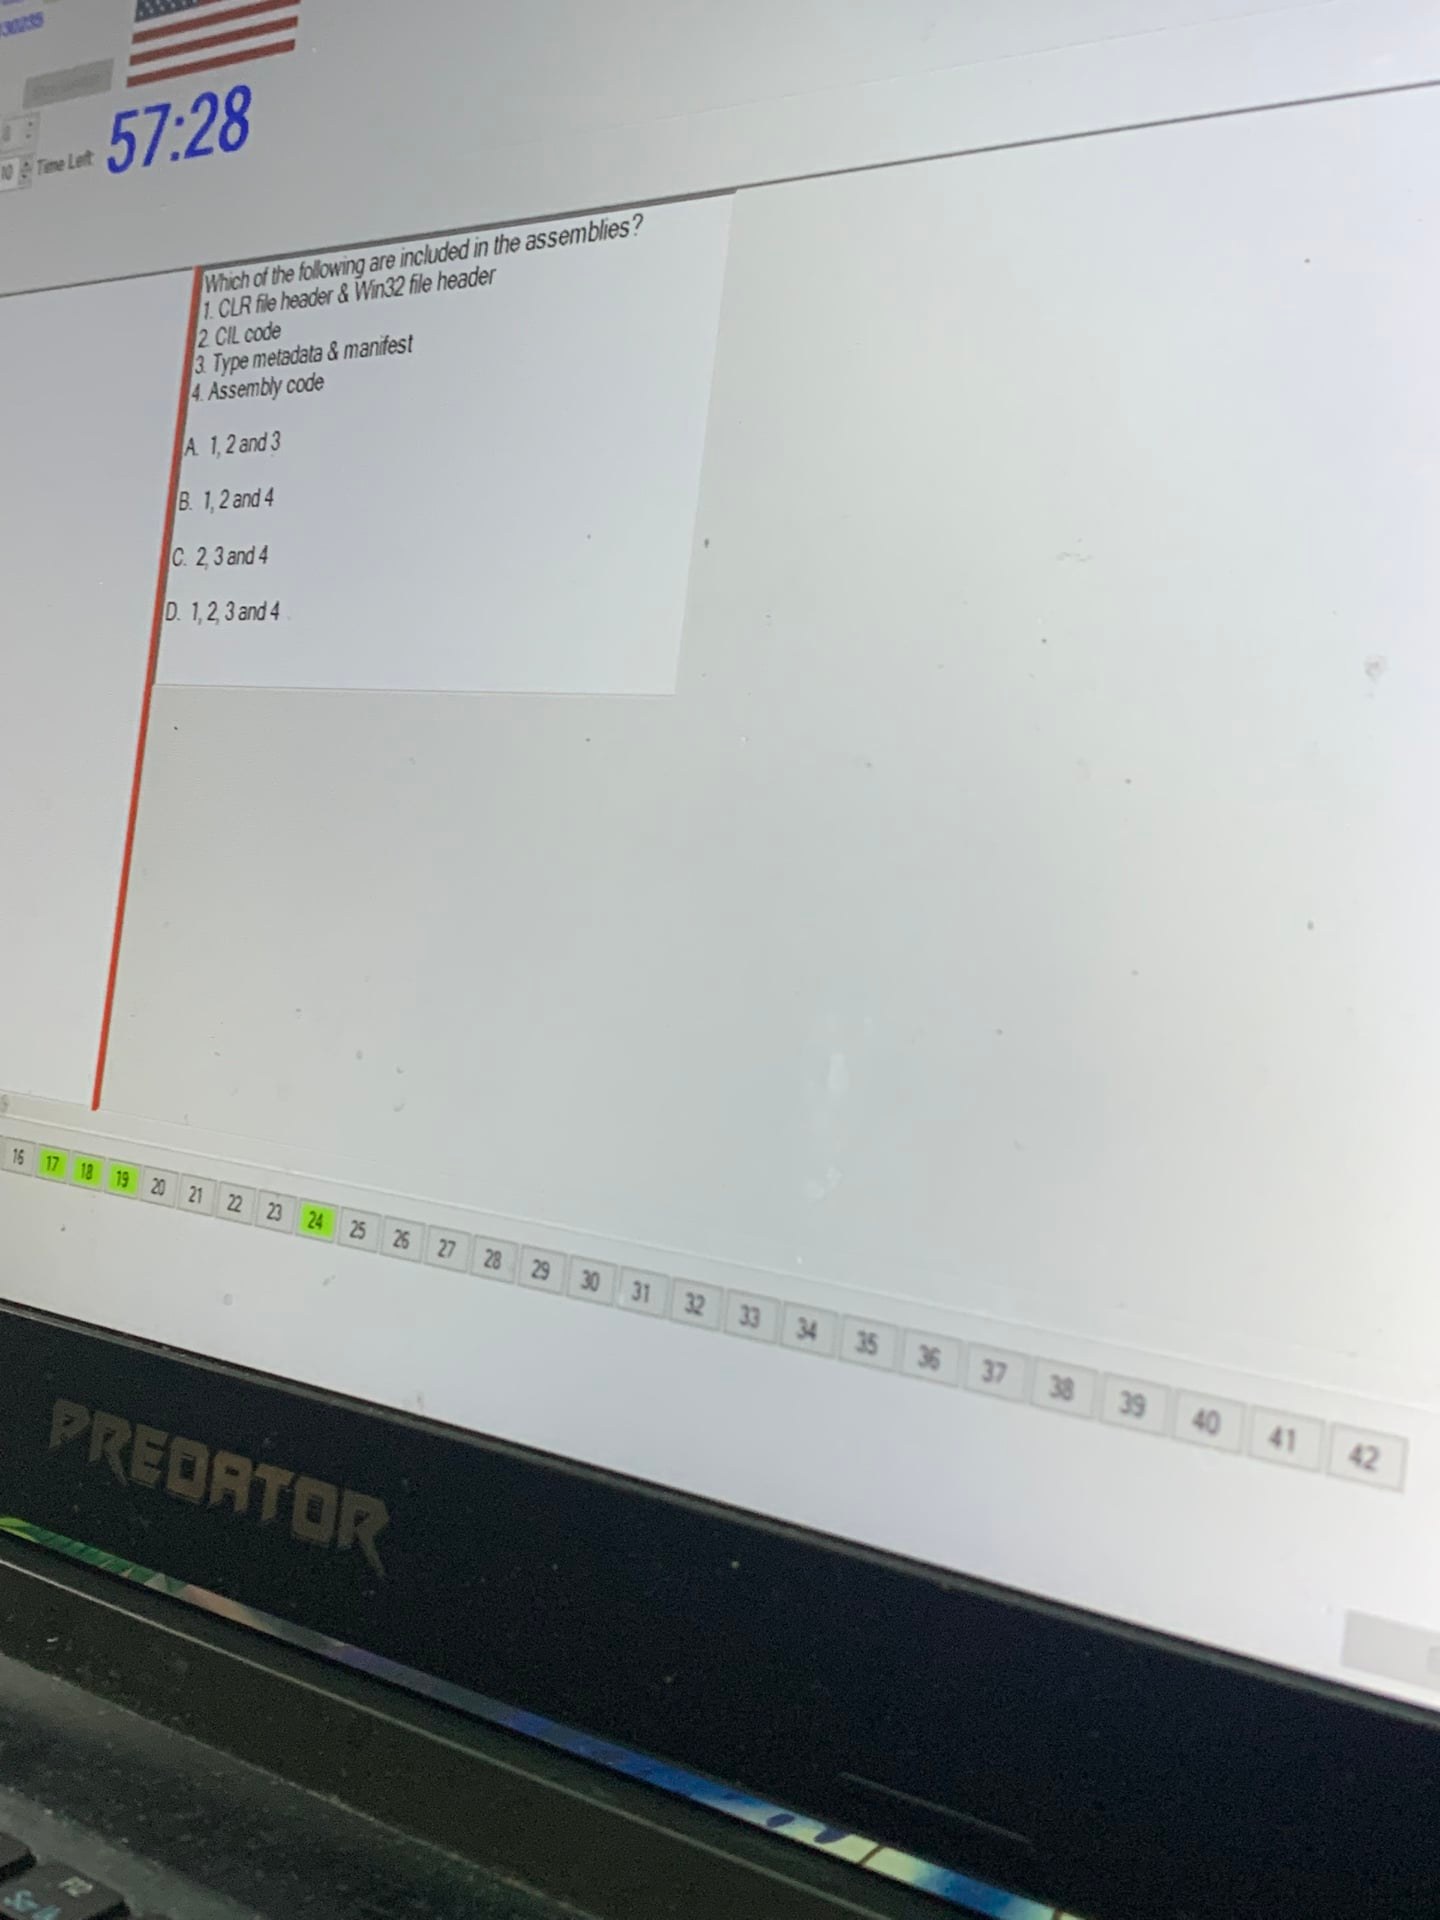 130235
57:28
10 Time Left:
Which of the following are included in the assemblies?
1. CLR file header & Win32 file header
2. CIL code
3. Type metadata & manifest
4. Assembly code
A. 1, 2 and 3
B. 1, 2 and 4
C. 2, 3 and 4
D. 1, 2, 3 and 4
16 17 18 19 20 21 22 23 24 25 26 27 28 29 30 31 32 33 34 35 36 37 38 39 40 41 42
PREDATOR